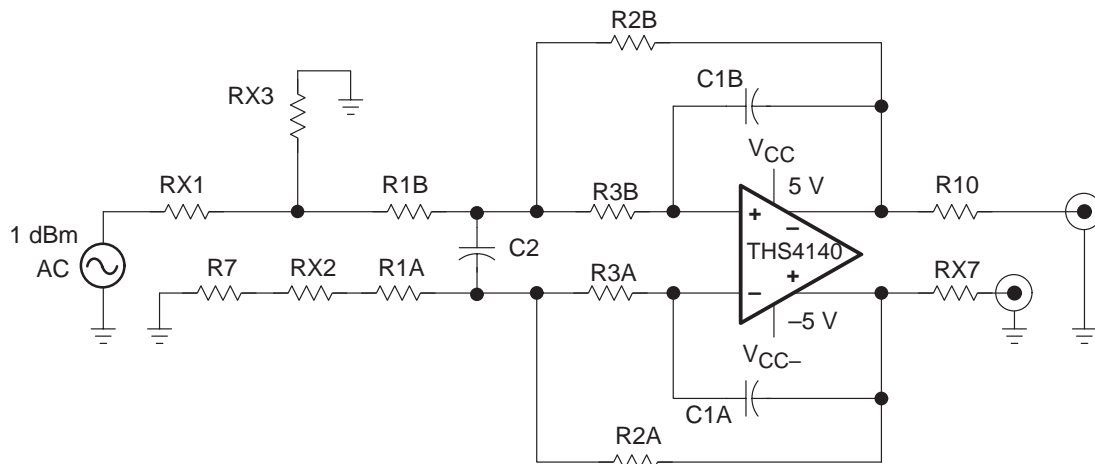 R2B
C1B
RX3
VCC
5 V
RX1
R1B
R3B
R10
+
–
1 dBm
AC
C2
THS4140
R7
RX2
R1A
R3A
+
–
RX7
–5 V
VCC–
C1A
R2A